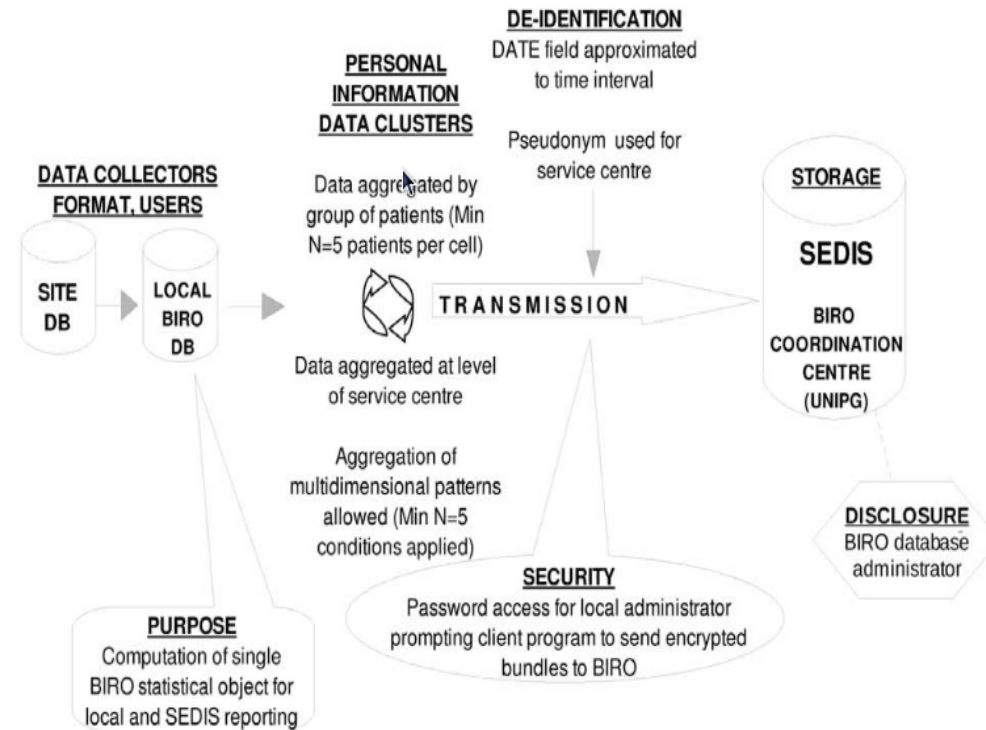 DATA COLLECTORS
FORMAT, USERS
SITE
DB
LOCAL
BIRO
DB
PURPOSE
Computation of single
BIRO statistical object for
local and SEDIS reporting
PERSONAL
INFORMATION
DATA CLUSTERS
Data aggregated by
group of patients (Min
N=5 patients per cell)
Data aggregated at level
of service centre
Aggregation of
multidimensional patterns
allowed (Min N=5
conditions applied)
DE-IDENTIFICATION
DATE field approximated
to time interval
Pseudonym used for
service centre
TRANSMISSION
SECURITY
Password access for local administrator
prompting client program to send encrypted
bundles to BIRO
STORAGE
SEDIS
BIRO
COORDINATION
CENTRE
(UNIPG)
DISCLOSURE
BIRO database
administrator